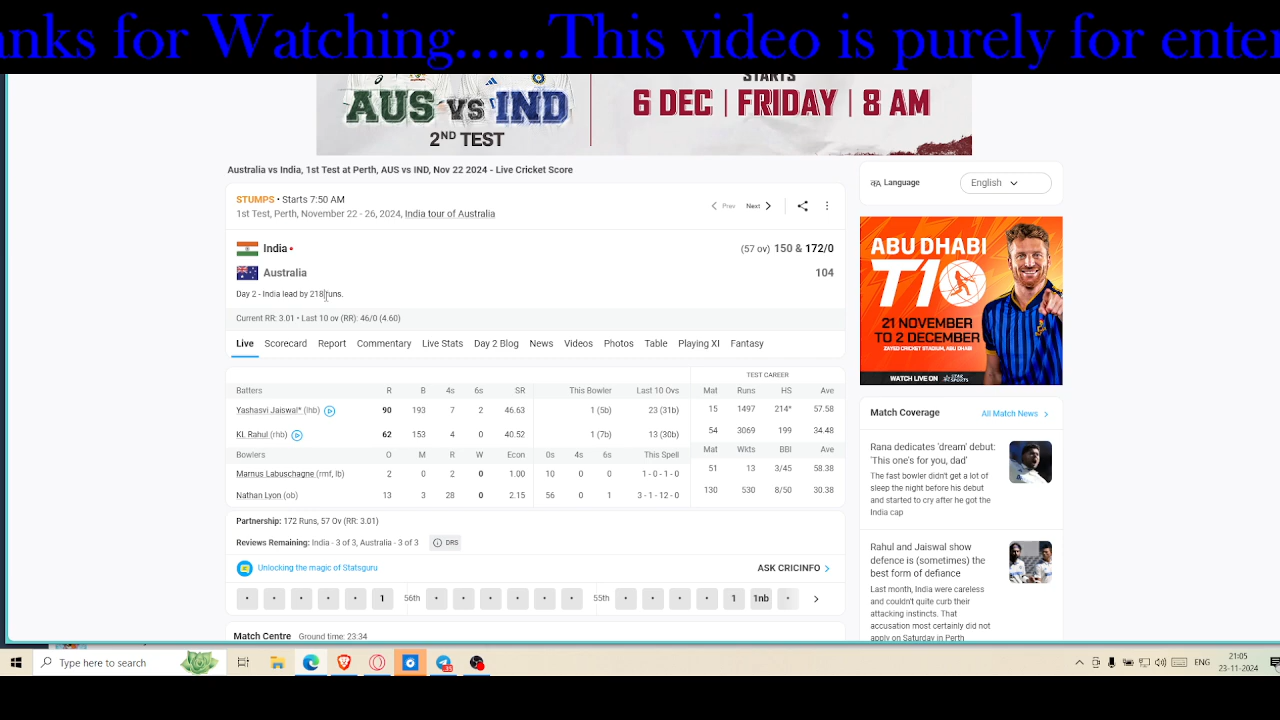 anks for Watching......This video is purely for enter
AUS vs IND
2ND TEST
STARTS
6 DEC | FRIDAY | 8 AM
Australia vs India, 1st Test at Perth, AUS vs IND, Nov 22 2024 - Live Cricket Score
Language
English
STUMPS • Starts 7:50 AM
Prev Next
1st Test, Perth, November 22 - 26, 2024, India tour of Australia
India • (57 ov) 150 & 172/0
Australia 104
Day 2 - India lead by 218 runs.
Current RR: 3.01 • Last 10 ov (RR): 46/0 (4.60)
Live Scorecard Report Commentary Live Stats Day 2 Blog News Videos Photos Table Playing XI Fantasy
TEST CAREER
Batters R B 4s 6s SR This Bowler Last 10 Ovs Mat Runs HS Ave
Yashasvi Jaiswal* (lhb) 90 193 7 2 46.63 1 (5b) 23 (31b) 15 1497 214* 57.58
KL Rahul (rhb) 62 153 4 0 40.52 1 (7b) 13 (30b) 54 3069 199 34.48
Bowlers O M R W Econ 0s 4s 6s This Spell Mat Wkts BBI Ave
Marnus Labuschagne (rmf, lb) 2 0 2 0 1.00 10 0 0 1 - 0 - 1 - 0 51 13 3/45 58.38
Nathan Lyon (ob) 13 3 28 0 2.15 56 0 1 3 - 1 - 12 - 0 130 530 8/50 30.38
Partnership: 172 Runs, 57 Ov (RR: 3.01)
Reviews Remaining: India - 3 of 3, Australia - 3 of 3 DRS
Unlocking the magic of Statsguru ASK CRICINFO
• • • • 1 56th • • • • • • 55th • • • • 1 1nb •
Match Centre Ground time: 23:34
ABU DHABI
T10
21 NOVEMBER
TO 2 DECEMBER
ZAYED CRICKET STADIUM, ABU DHABI
WATCH LIVE ON STAR SPORTS
Match Coverage All Match News
Rana dedicates 'dream' debut:
'This one's for you, dad'
The fast bowler didn't get a lot of
sleep the night before his debut
and started to cry after he got the
India cap
Rahul and Jaiswal show
defence is (sometimes) the
best form of defiance
Last month, India were careless
and couldn't quite curb their
attacking instincts. That
accusation most certainly did not
apply on Saturday in Perth
Type here to search
ENG
21:05
23-11-2024